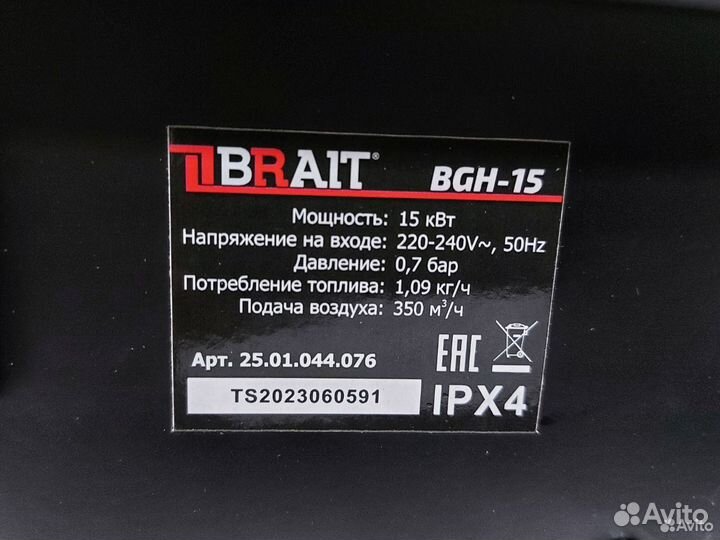 BRAIT®
BGH-15
Мощность: 15 кВт
Напряжение на входе: 220-240V~, 50Hz
Давление: 0,7 бар
Потребление топлива: 1,09 кг/ч
Подача воздуха: 350 м³/ч
Арт. 25.01.044.076
EAC
TS2023060591
IPX4
Avito
Avito